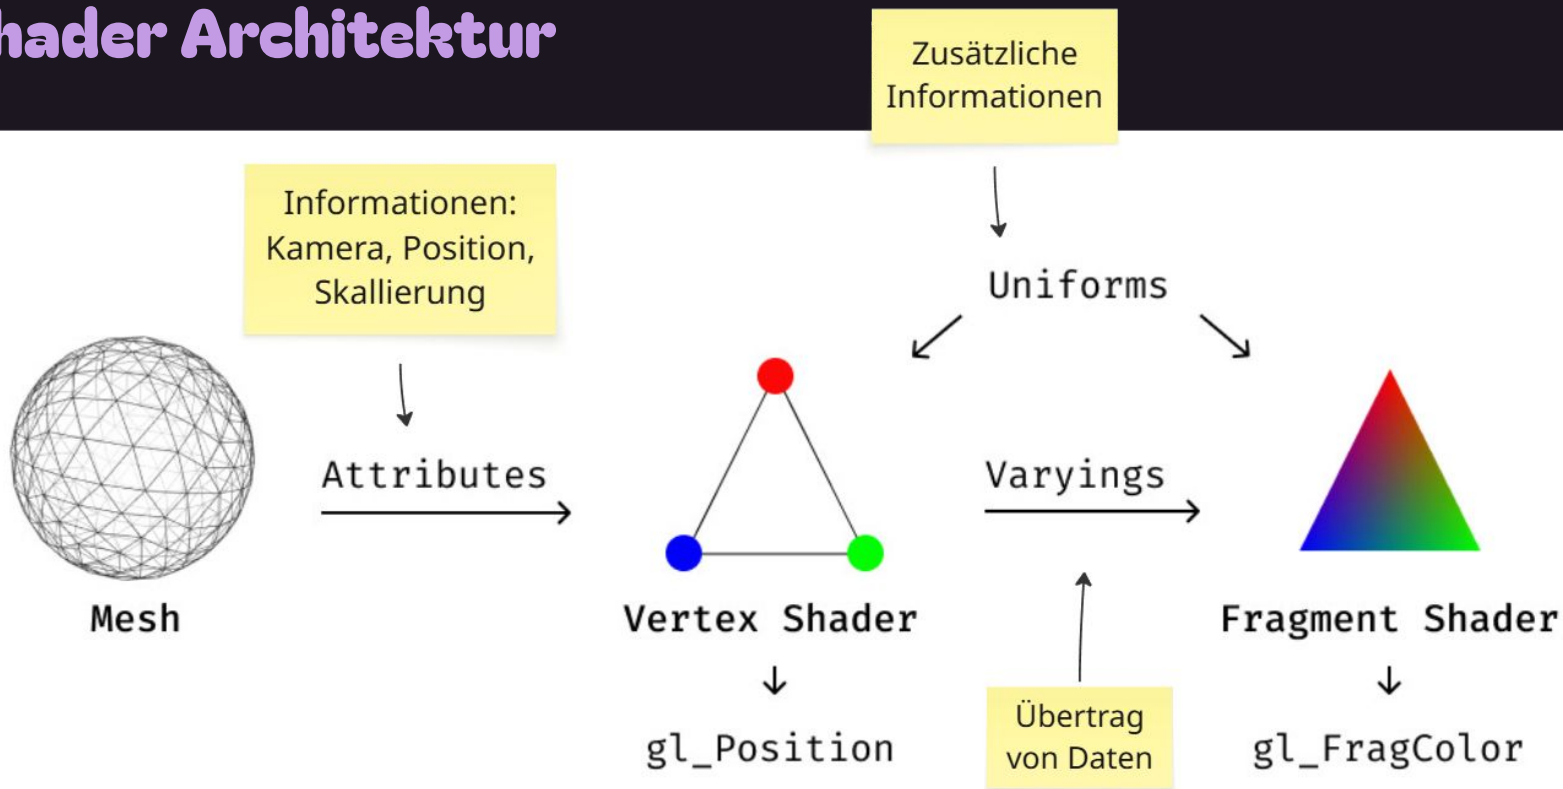 hader Architektur
Zusätzliche
Informationen
Informationen:
Kamera, Position,
Skallierung
Uniforms
Attributes
Varyings
Mesh
Vertex Shader
Fragment Shader
Übertrag
von Daten
gl_Position
gl_FragColor